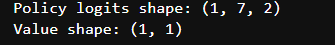 Policy logits shape: (1, 7, 2)
Value shape: (1, 1)